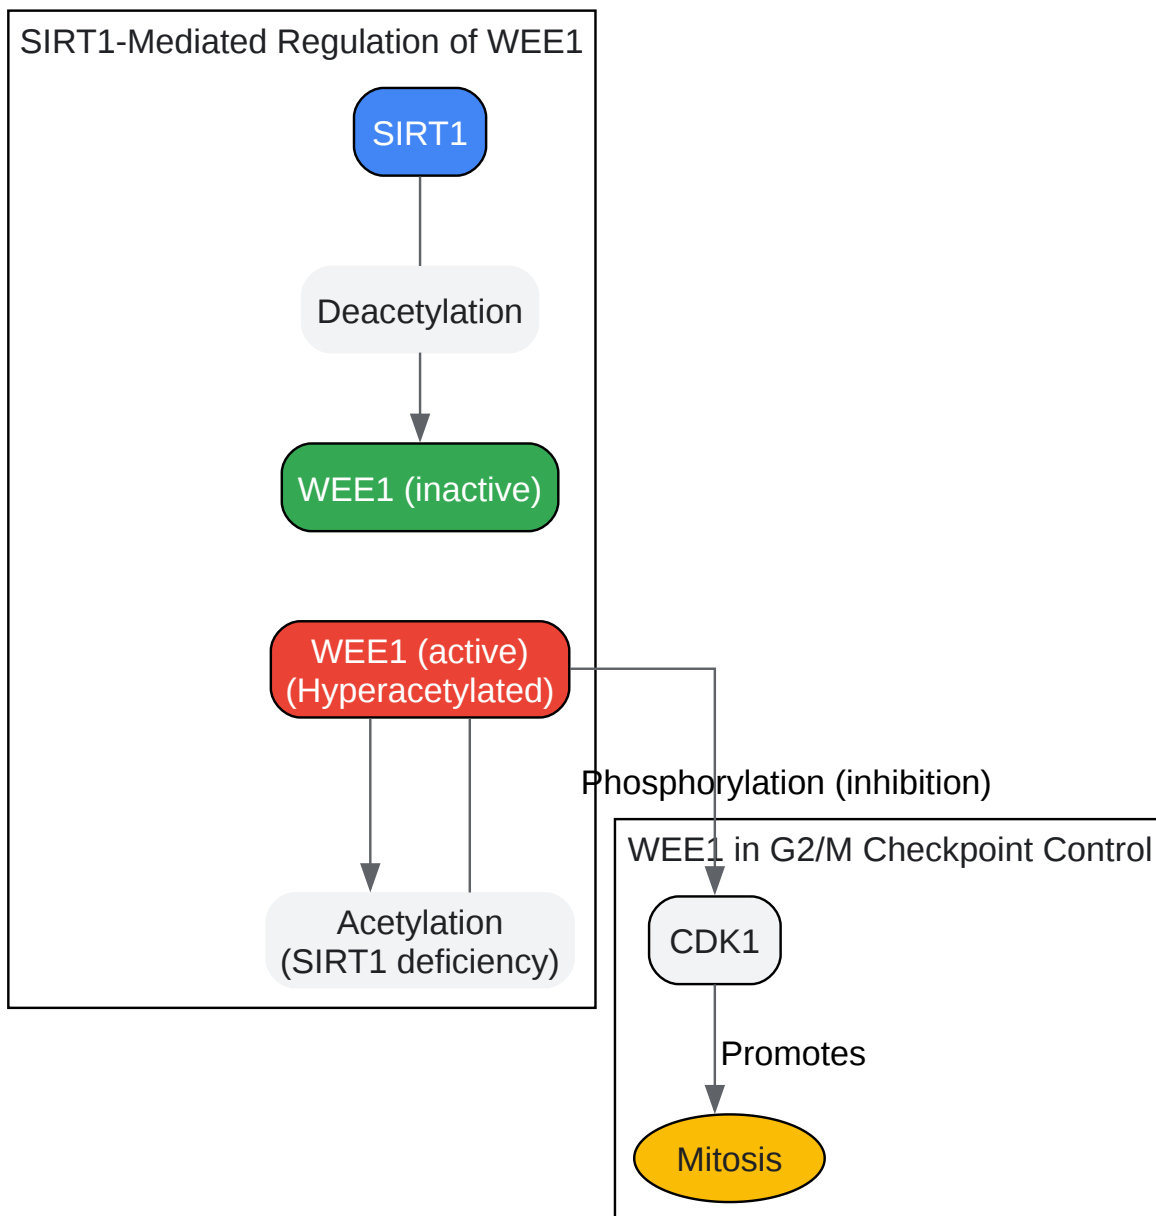 SIRT1-Mediated Regulation of WEE1
SIRT1
Deacetylation
WEE1 (inactive)
WEE1 (active)
(Hyperacetylated)
Phosphorylation (inhibition)
WEE1 in G2/M Checkpoint Control
Acetylation
(SIRT1 deficiency)
CDK1
Promotes
Mitosis